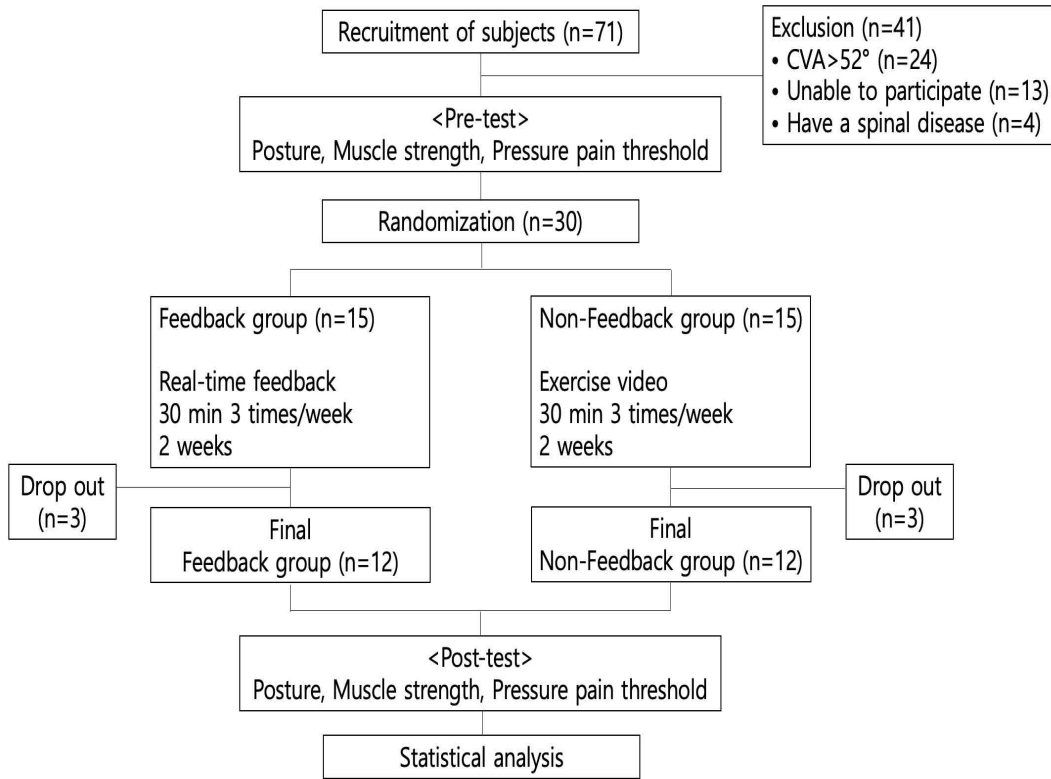 Recruitment of subjects (n=71)
Exclusion (n=41)
• CVA>52° (n=24)
• Unable to participate (n=13)
• Have a spinal disease (n=4)
<Pre-test>
Posture, Muscle strength, Pressure pain threshold
Randomization (n=30)
Feedback group (n=15)
Real-time feedback
30 min 3 times/week
2 weeks
Non-Feedback group (n=15)
Exercise video
30 min 3 times/week
2 weeks
Drop out
(n=3)
Drop out
(n=3)
Final
Feedback group (n=12)
Final
Non-Feedback group (n=12)
<Post-test>
Posture, Muscle strength, Pressure pain threshold
Statistical analysis